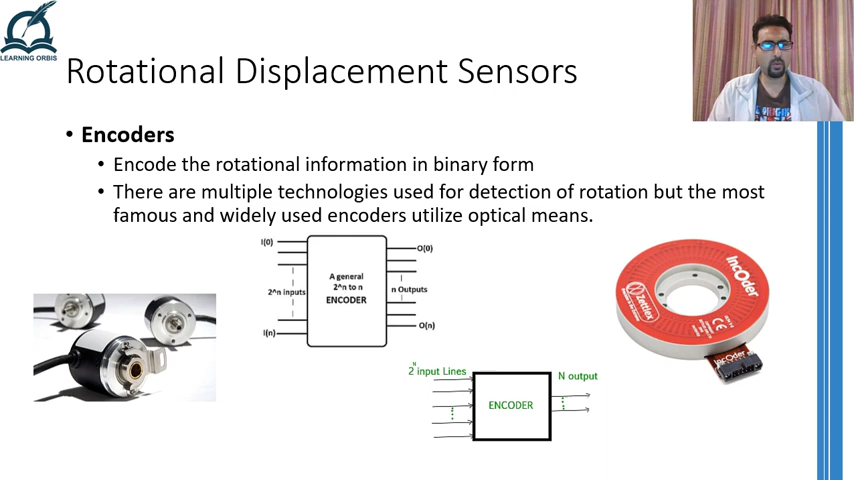 LEARNING ORBIS
Rotational Displacement Sensors
• Encoders
• Encode the rotational information in binary form
• There are multiple technologies used for detection of rotation but the most
famous and widely used encoders utilize optical means.
I(0)
2^n inputs
I(n)
A general
2^n to n
ENCODER
O(0)
n Outputs
O(n)
2ⁿ input Lines
ENCODER
N output
IncOder
Zettlex
CE
IncOder